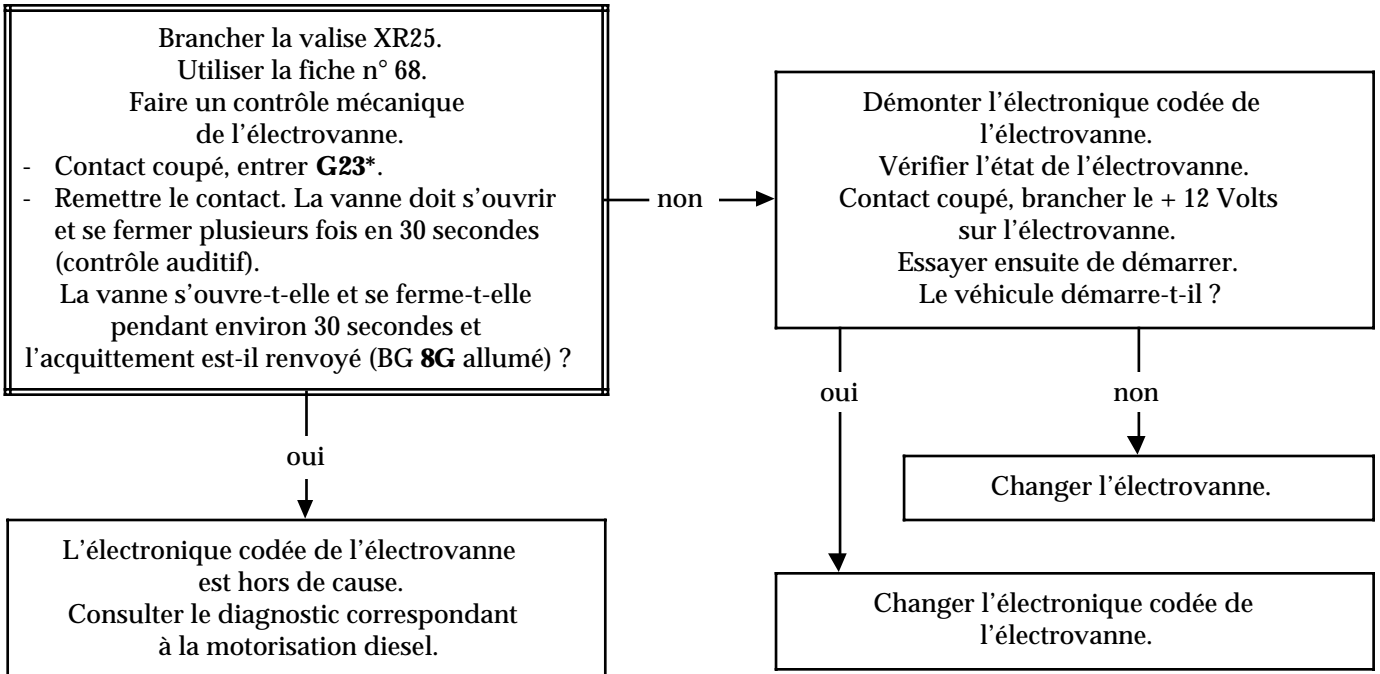 Brancher la valise XR25.
Utiliser la fiche n° 68.
Faire un contrôle mécanique
de l’électrovanne.
- Contact coupé, entrer G23*.
- Remettre le contact. La vanne doit s’ouvrir
et se fermer plusieurs fois en 30 secondes
(contrôle auditif).
La vanne s’ouvre-t-elle et se ferme-t-elle
pendant environ 30 secondes et
l’acquittement est-il renvoyé (BG 8G allumé) ?
non
Démonter l’électronique codée de
l’électrovanne.
Vérifier l’état de l’électrovanne.
Contact coupé, brancher le + 12 Volts
sur l’électrovanne.
Essayer ensuite de démarrer.
Le véhicule démarre-t-il ?
oui
non
oui
Changer l’électrovanne.
L’électronique codée de l’électrovanne
est hors de cause.
Consulter le diagnostic correspondant
à la motorisation diesel.
Changer l’électronique codée de
l’électrovanne.